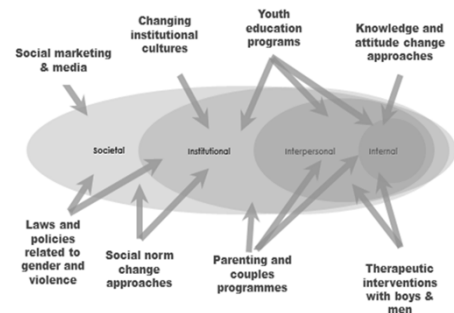 Changing
institutional
cultures
Youth
education
programs
Knowledge and
attitude change
approaches
Social marketing
& media
Societal
Institutional
Interpersonal
Internal
Laws and
policies
related to
gender and
violence
Social norm
change
approaches
Parenting and
couples
programmes
Therapeutic
interventions
with boys &
men